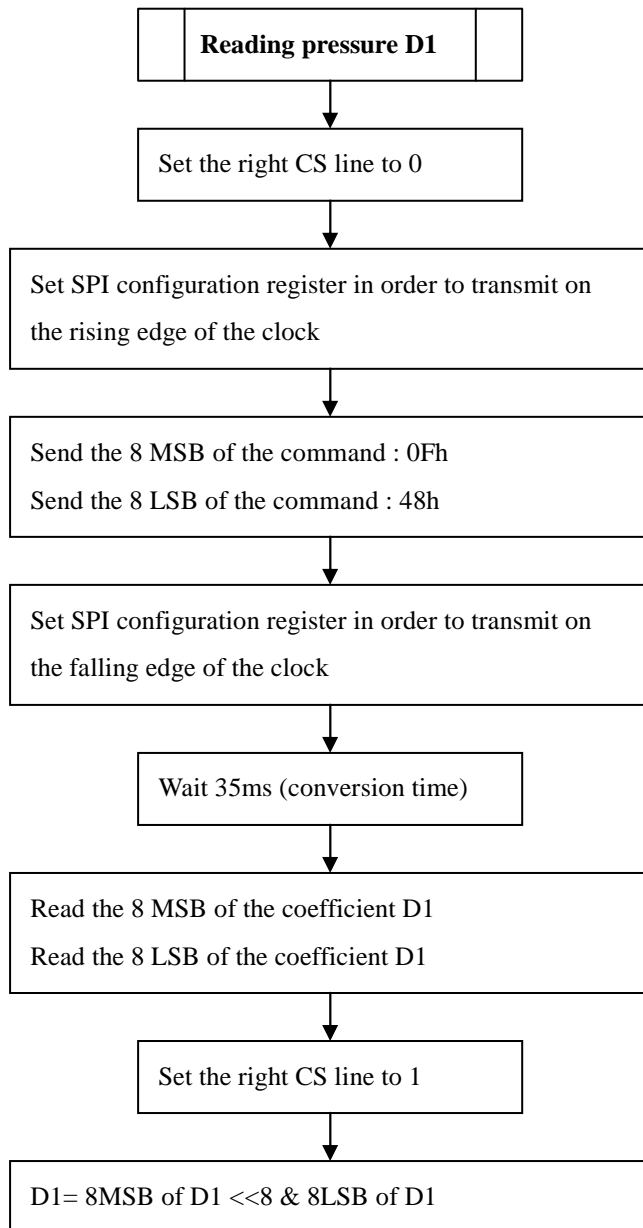 Reading pressure D1
Set the right CS line to 0
Set SPI configuration register in order to transmit on
the rising edge of the clock
Send the 8 MSB of the command : 0Fh
Send the 8 LSB of the command : 48h
Set SPI configuration register in order to transmit on
the falling edge of the clock
Wait 35ms (conversion time)
Read the 8 MSB of the coefficient D1
Read the 8 LSB of the coefficient D1
Set the right CS line to 1
D1= 8MSB of D1 <<8 & 8LSB of D1